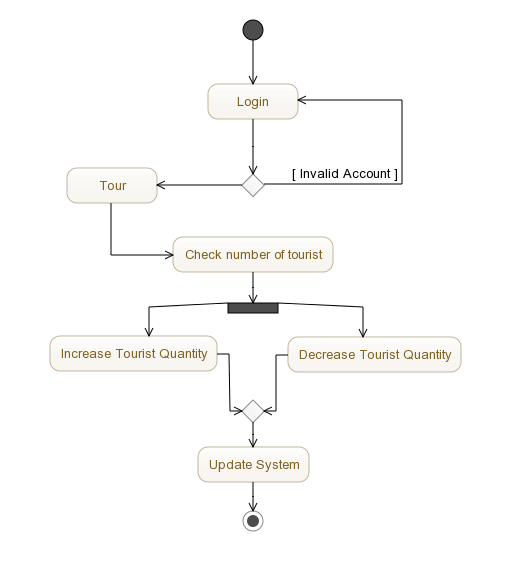 Login
[ Invalid Account ]
Tour
Check number of tourist
Increase Tourist Quantity
Decrease Tourist Quantity
Update System